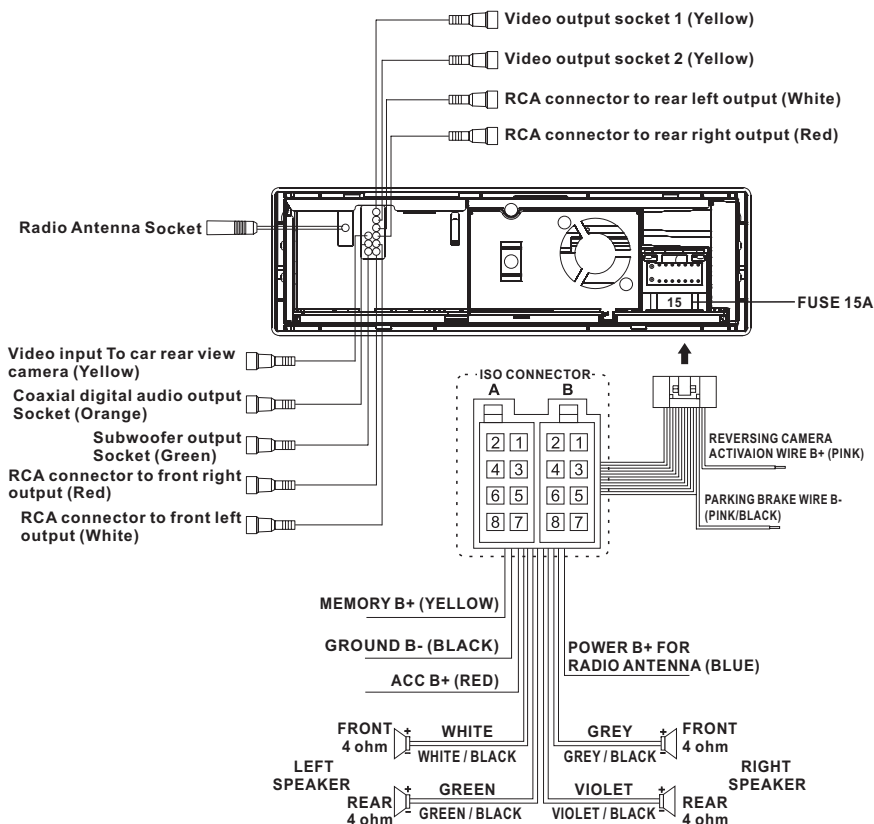 Video output socket 1 (Yellow)
Video output socket 2 (Yellow)
RCA connector to rear left output (White)
RCA connector to rear right output (Red)
Radio Antenna Socket
15
FUSE 15A
Video input To car rear view
camera (Yellow)
Coaxial digital audio output
Socket (Orange)
Subwoofer output
Socket (Green)
RCA connector to front right
output (Red)
RCA connector to front left
output (White)
ISO CONNECTOR
A B
2 1 2 1
4 3 4 3
6 5 6 5
8 7 8 7
REVERSING CAMERA
ACTIVAION WIRE B+ (PINK)
PARKING BRAKE WIRE B-
(PINK/BLACK)
MEMORY B+ (YELLOW)
GROUND B- (BLACK)
ACC B+ (RED)
POWER B+ FOR
RADIO ANTENNA (BLUE)
FRONT
4 ohm
+
-
WHITE
WHITE / BLACK
GREY
GREY / BLACK
+
-
FRONT
4 ohm
LEFT
SPEAKER
RIGHT
SPEAKER
REAR
4 ohm
+
-
GREEN
GREEN / BLACK
VIOLET
VIOLET / BLACK
+
-
REAR
4 ohm